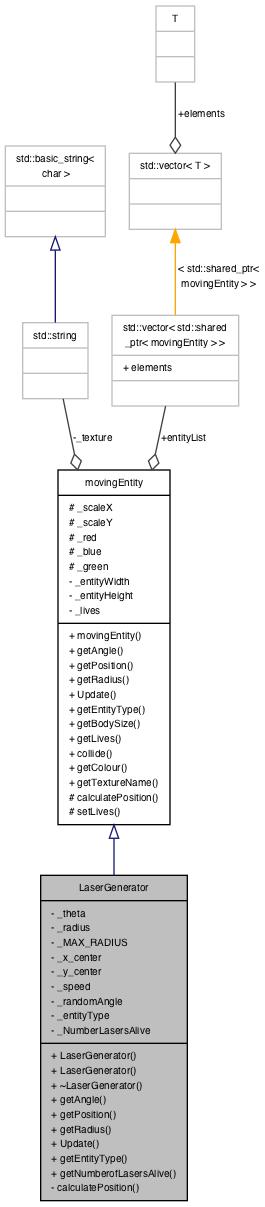 T
+elements
std::basic_string<
char >
std::vector< T >
< std::shared_ptr<
movingEntity > >
std::string
std::vector< std::shared
_ptr< movingEntity > >
+ elements
-_texture
+entityList
movingEntity
# _scaleX
# _scaleY
# _red
# _blue
# _green
- _entityWidth
- _entityHeight
- _lives
+ movingEntity()
+ getAngle()
+ getPosition()
+ getRadius()
+ Update()
+ getEntityType()
+ getBodySize()
+ getLives()
+ collide()
+ getColour()
+ getTextureName()
# calculatePosition()
# setLives()
LaserGenerator
- _theta
- _radius
- _MAX_RADIUS
- _x_center
- _y_center
- _speed
- _randomAngle
- _entityType
- _NumberLasersAlive
+ LaserGenerator()
+ LaserGenerator()
+ ~LaserGenerator()
+ getAngle()
+ getPosition()
+ getRadius()
+ Update()
+ getEntityType()
+ getNumberofLasersAlive()
- calculatePosition()